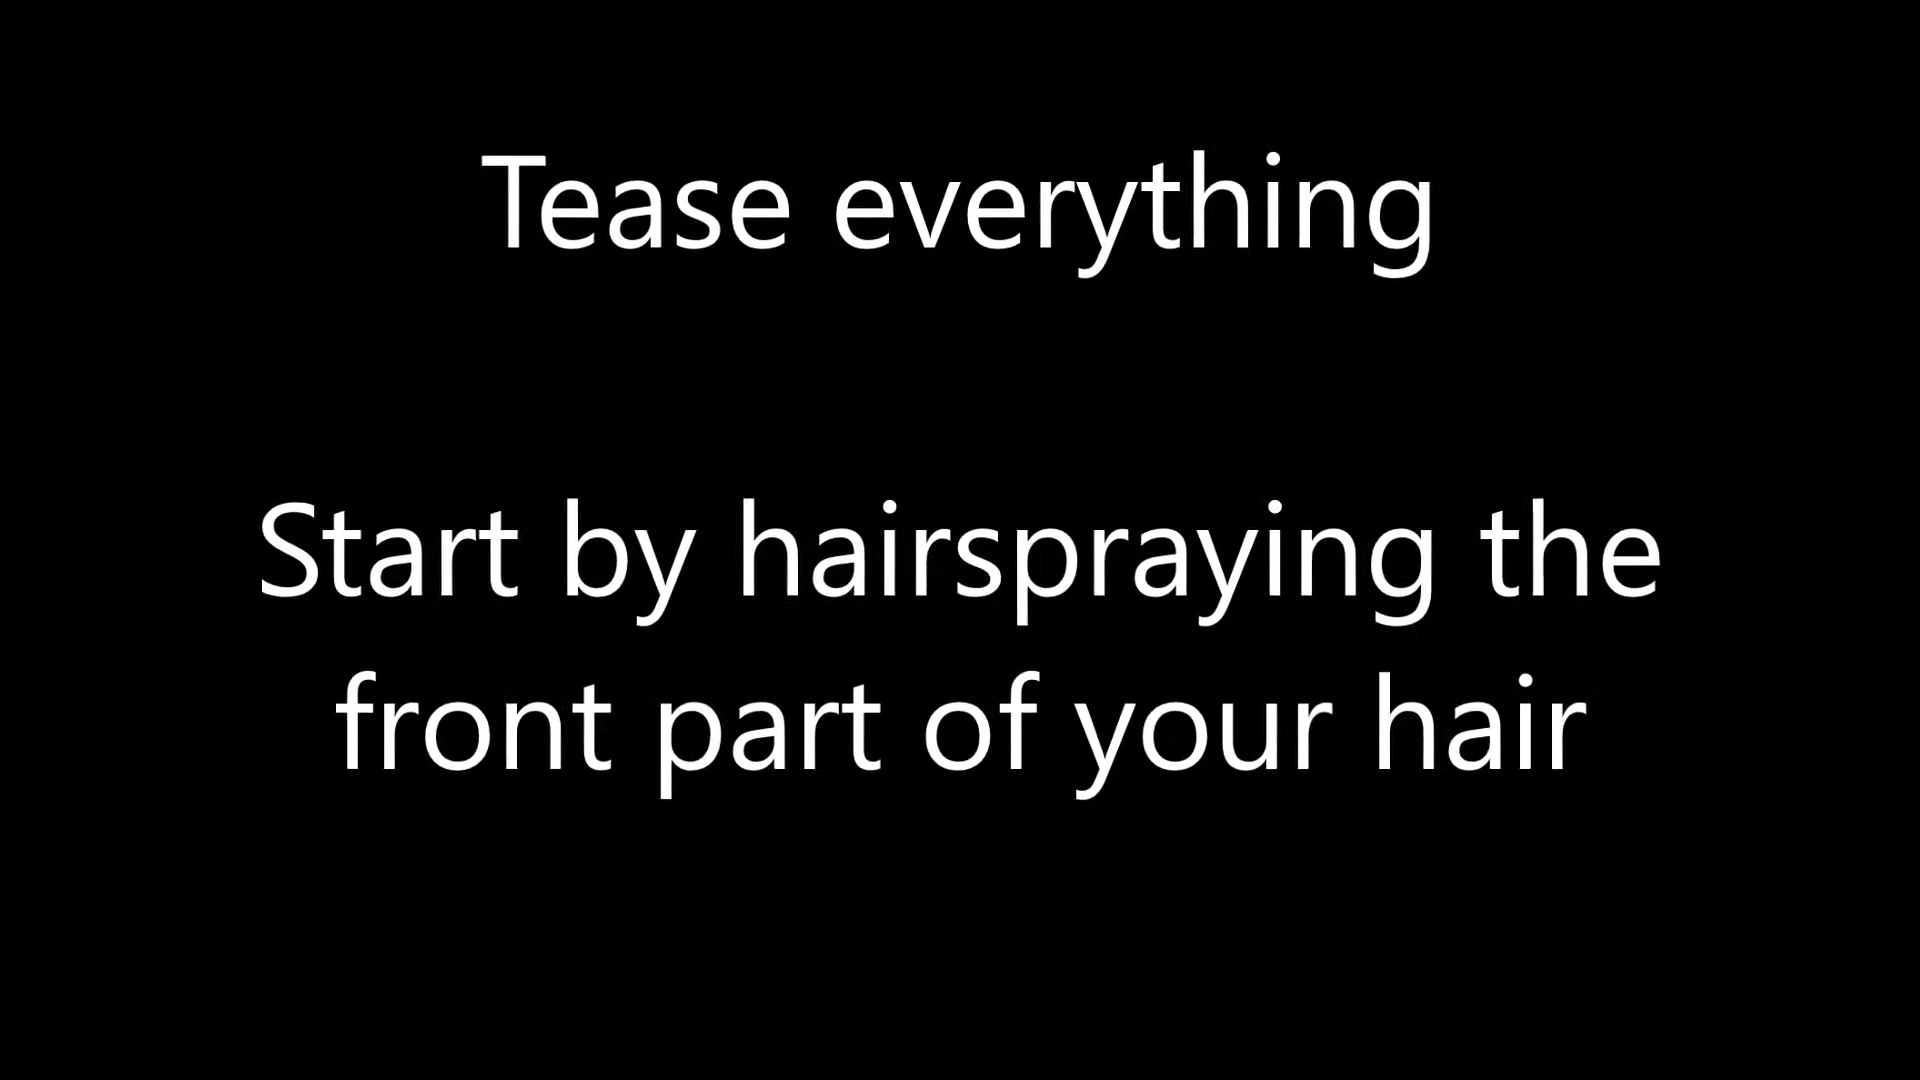 Tease everything
Start by hairspraying the
front part of your hair